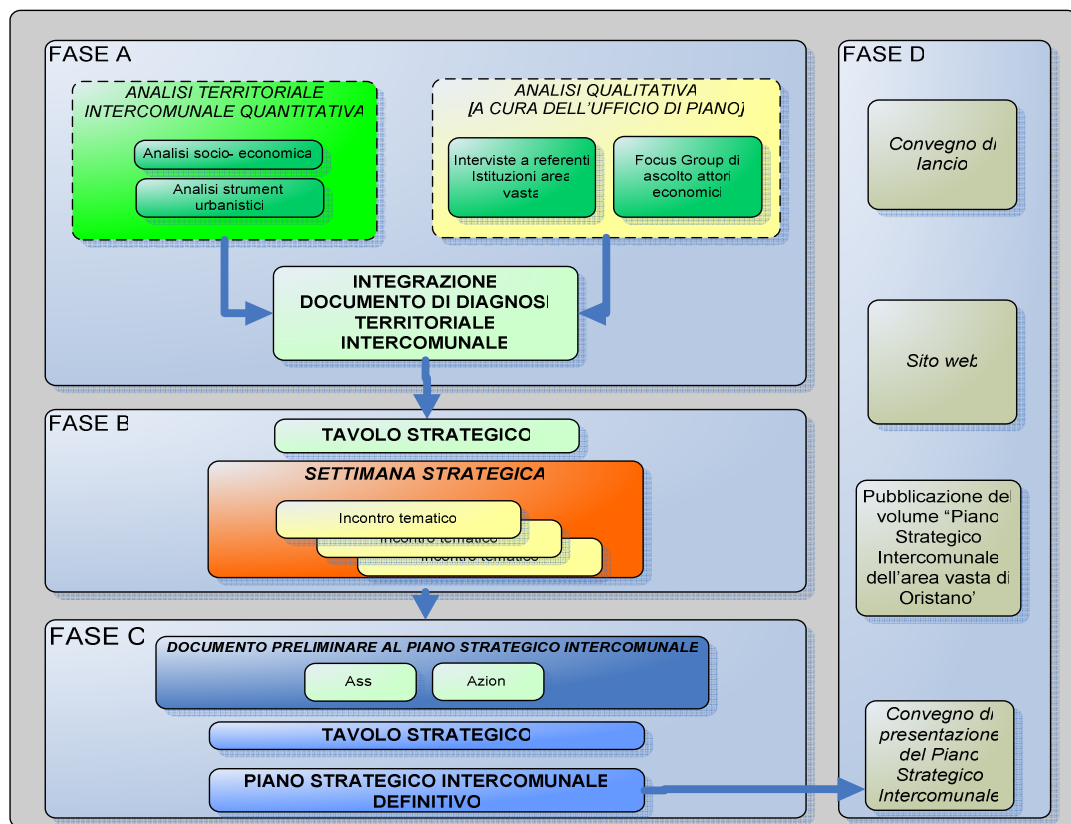 FASE A
ANALISI TERRITORIALE
INTERCOMUNALE QUANTITATIVA
Analisi socio- economica
Analisi strument
urbanistici
ANALISI QUALITATIVA
[A CURA DELL'UFFICIO DI PIANO]
Interviste a referenti
Istituzioni area
vasta
Focus Group di
ascolto attori
economici
INTEGRAZIONE
DOCUMENTO DI DIAGNOSI
TERRITORIALE
INTERCOMUNALE
FASE B
TAVOLO STRATEGICO
SETTIMANA STRATEGICA
Incontro tematico
Incontro tematico
Incontro tematico
FASE C
DOCUMENTO PRELIMINARE AL PIANO STRATEGICO INTERCOMUNALE
Ass
Azion
TAVOLO STRATEGICO
PIANO STRATEGICO INTERCOMUNALE
DEFINITIVO
FASE D
Convegno di
lancio
Sito web
Pubblicazione del
volume "Piano
Strategico
Intercomunale
dell'area vasta di
Oristano'
Convegno di
presentazione
del Piano
Strategico
Intercomunale